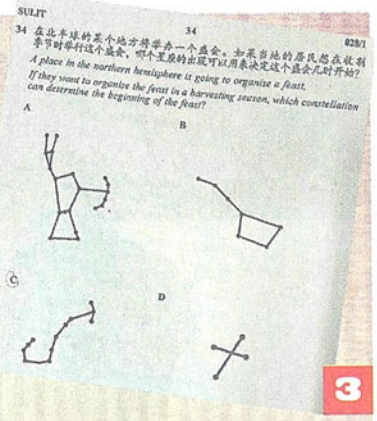 SULIT
34
028/1
34 在北半球的某个地方将举办一个盛会。如果当地的居民想在收割
季节时举行这个盛会，哪个星座的出现可以用来决定这个盛会几时开始?
A place in the northern hemisphere is going to organise a feast.
If they want to organise the feast in a harvesting season, which constellation
can determine the beginning of the feast?
A
B
C
D
3